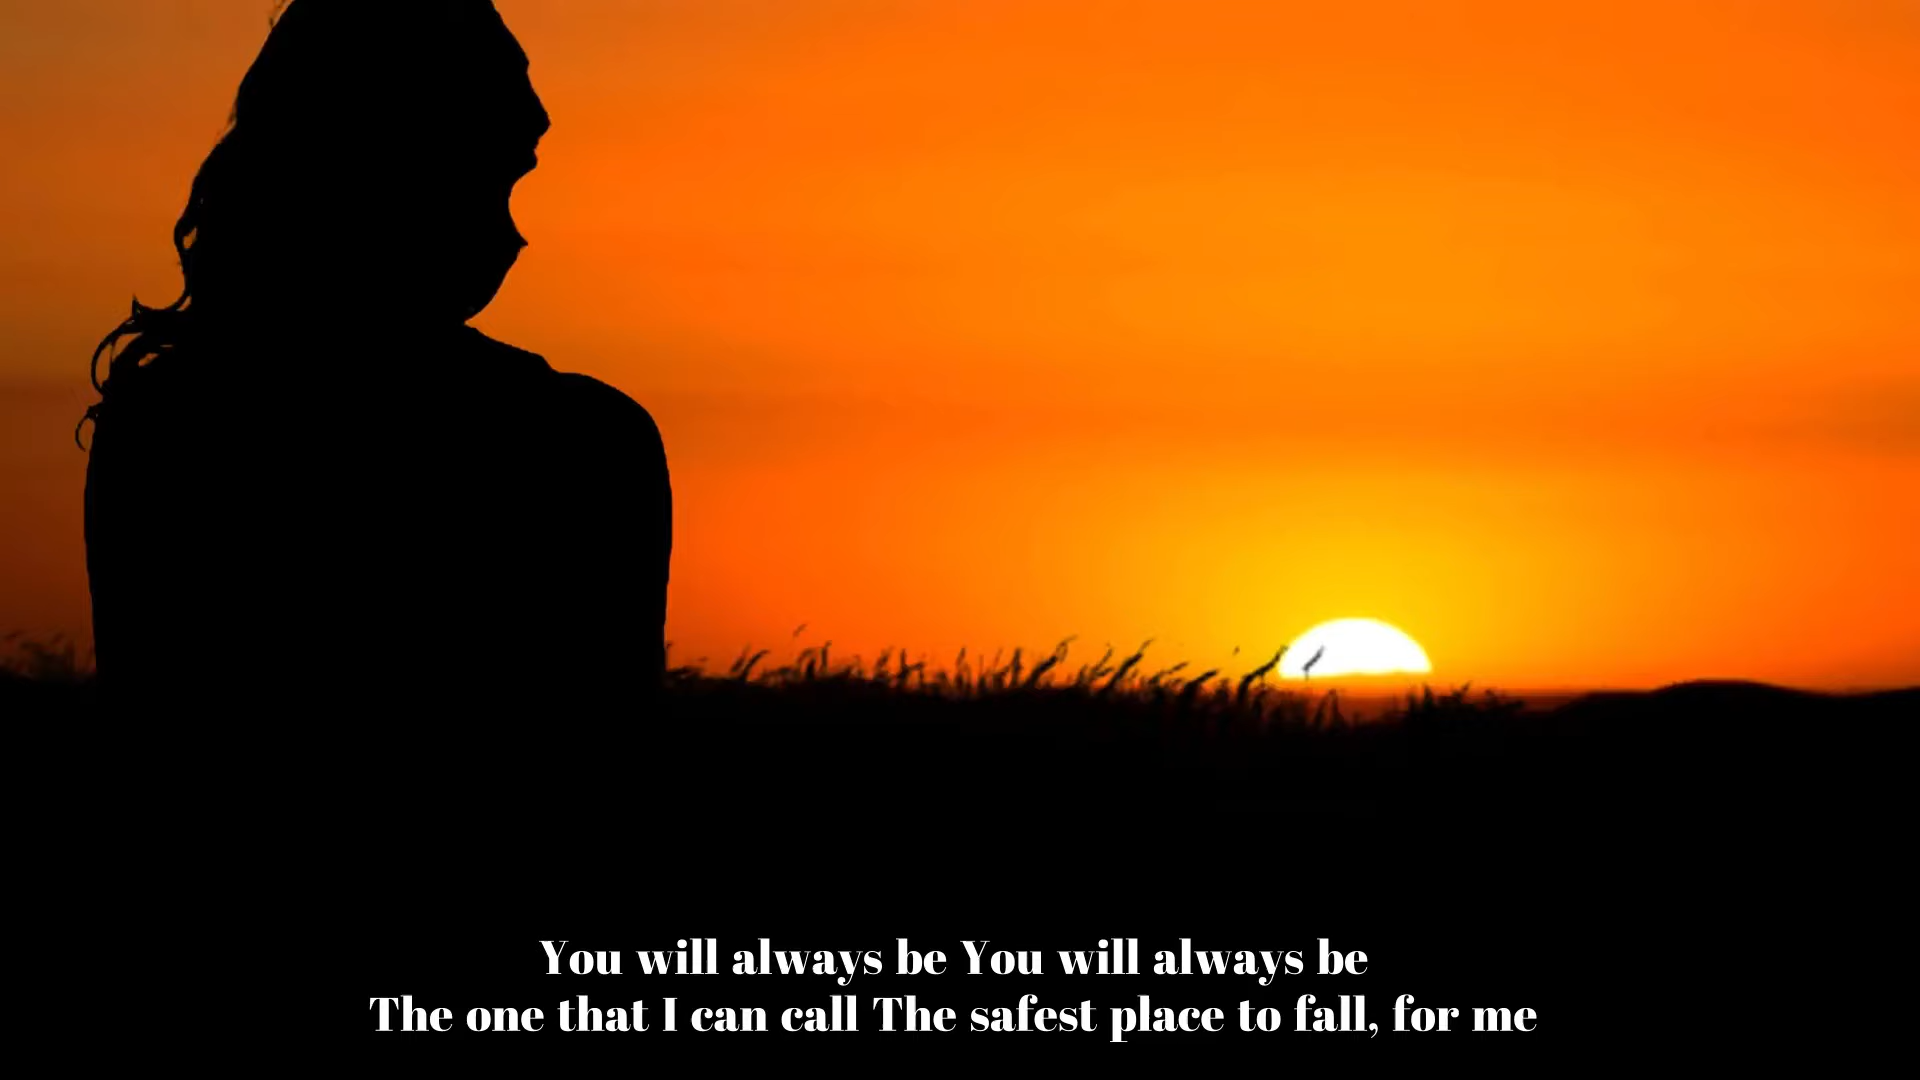 You will always be You will always be
The one that I can call The safest place to fall, for me